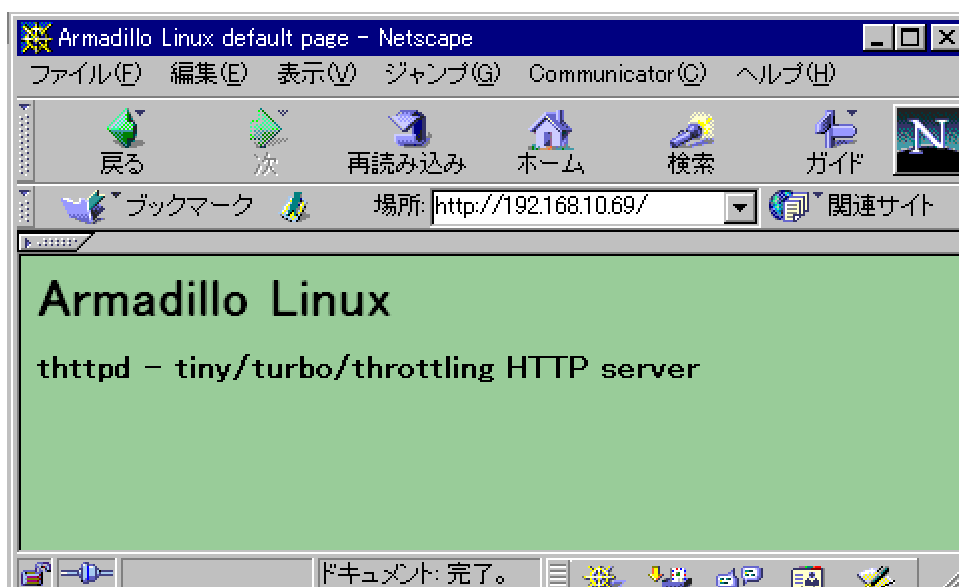 Armadillo Linux default page - Netscape
ファイル(F) 編集(E) 表示(V) ジャンプ(G) Communicator(C) ヘルプ(H)
戻る 次 再読み込み ホーム 検索 ガイド N
ブックマーク 場所: http://192.168.10.69/ 関連サイト
Armadillo Linux
thttpd - tiny/turbo/throttling HTTP server
ドキュメント: 完了。